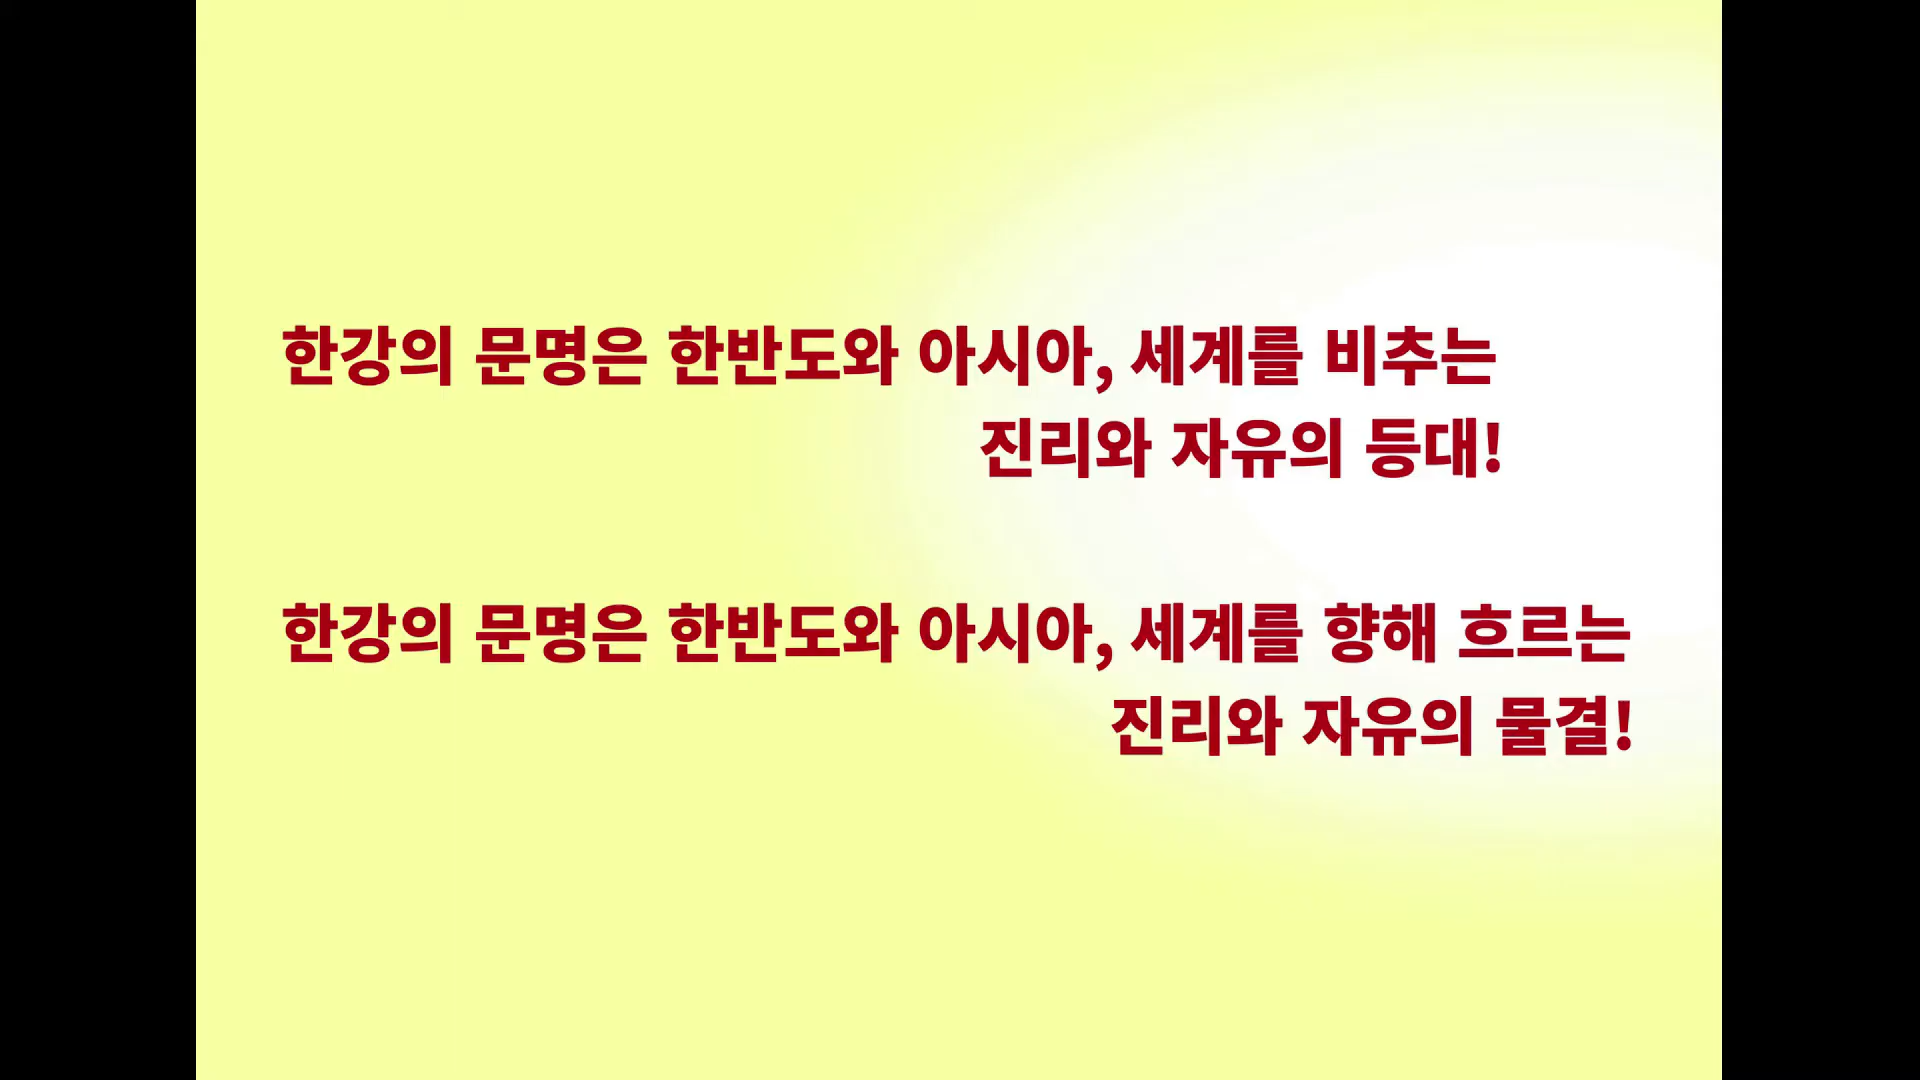 한강의 문명은 한반도와 아시아, 세계를 비추는
진리와 자유의 등대!
한강의 문명은 한반도와 아시아, 세계를 향해 흐르는
진리와 자유의 물결!